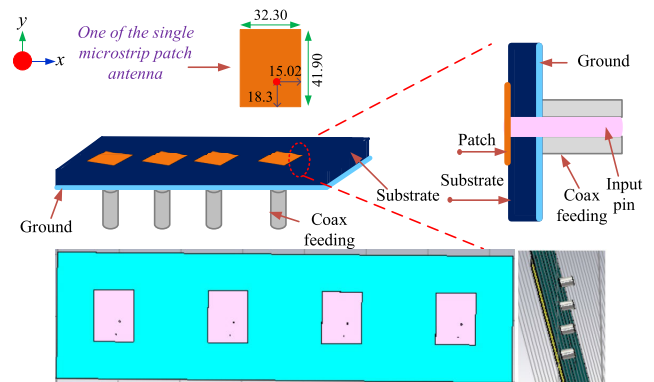 y
x
One of the single
microstrip patch
antenna
32.30
41.90
15.02
18.3
Ground
Patch
Substrate
Coax
feeding
Input
pin
Substrate
Ground
Coax
feeding